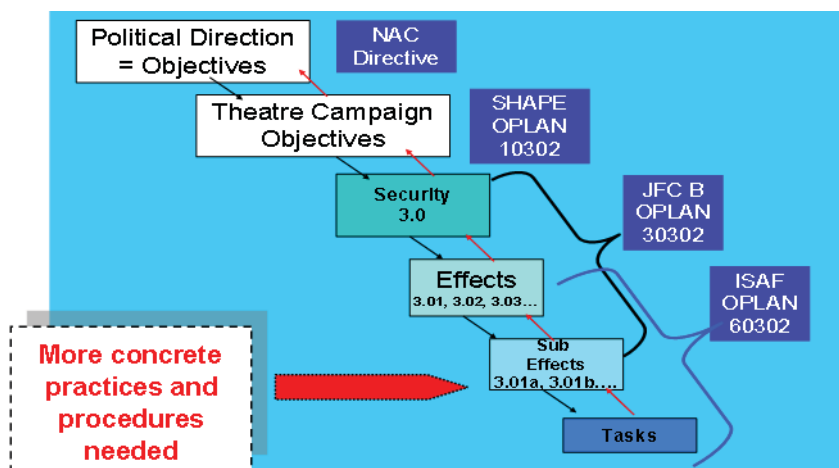 Political Direction
= Objectives
NAC
Directive
Theatre Campaign
Objectives
SHAPE
OPLAN
10302
Security
3.0
JFC B
OPLAN
30302
Effects
3.01, 3.02, 3.03...
ISAF
OPLAN
60302
Sub
Effects
3.01a, 3.01b....
More concrete
practices and
procedures
needed
Tasks